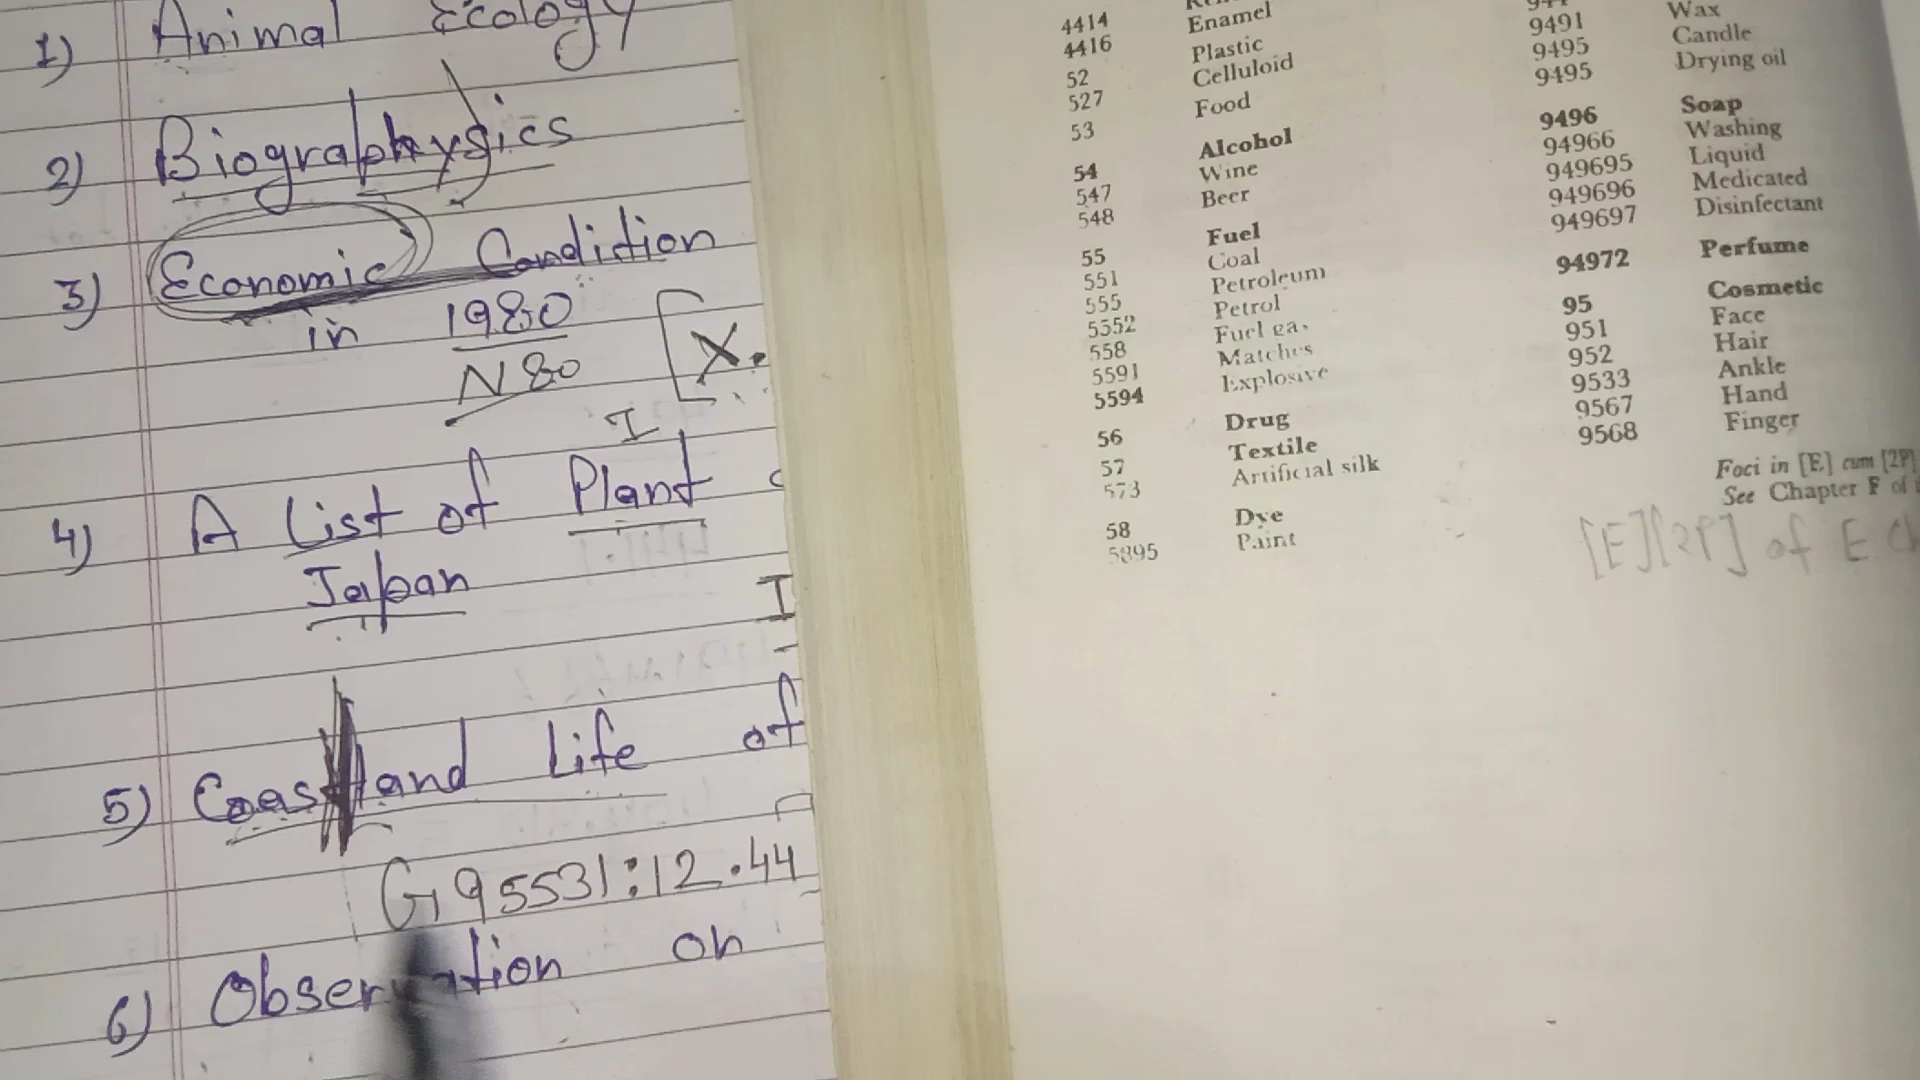 1) Animal Ecology
2) Biographysics
3) Economic Condition
in 1980
N80
X.
I
4) A List of Plant
Japan
I
5) Coastland Life of
G95531:12.44
6) Observation on
4414 Enamel
4416 Plastic
52 Celluloid
527 Food
53
Alcohol
54 Wine
547 Beer
548
Fuel
55 Coal
551 Petroleum
555 Petrol
5552 Fuel gas
558 Matches
5591 Explosive
5594
Drug
56 Textile
57 Artificial silk
573
Dye
58 Paint
5895
Wax
9491 Candle
9495 Drying oil
9495
Soap
9496 Washing
94966 Liquid
949695 Medicated
949696 Disinfectant
949697
Perfume
94972
Cosmetic
95 Face
951 Hair
952 Ankle
9533 Hand
9567 Finger
9568
Foci in [E] cum [2P]
See Chapter F of
[E][2P] of E